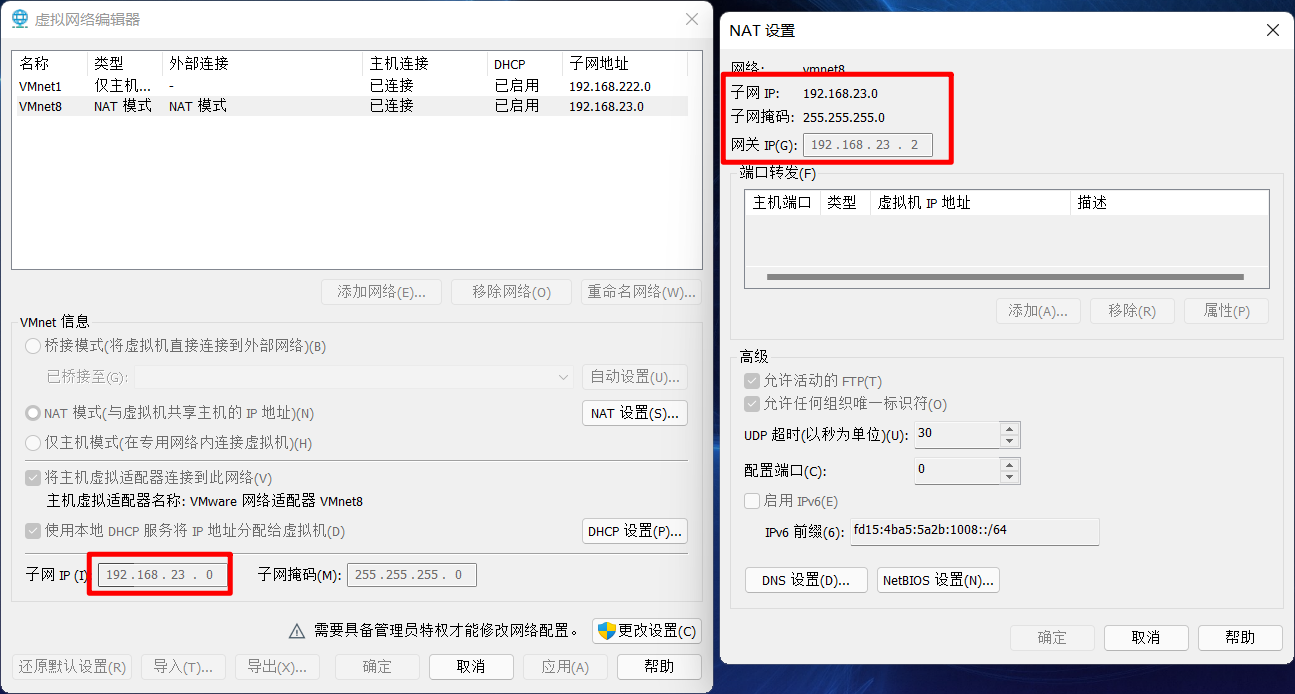 虚拟网络编辑器
名称 类型 外部连接 主机连接 DHCP 子网地址
VMnet1 仅主机... - 已连接 已启用 192.168.222.0
VMnet8 NAT 模式 NAT 模式 已连接 已启用 192.168.23.0
添加网络(E)... 移除网络(O) 重命名网络(W)...
VMnet 信息
桥接模式(将虚拟机直接连接到外部网络)(B)
已桥接至(G): 自动设置(U)...
NAT 模式(与虚拟机共享主机的 IP 地址)(N) NAT 设置(S)...
仅主机模式(在专用网络内连接虚拟机)(H)
将主机虚拟适配器连接到此网络(V)
主机虚拟适配器名称: VMware 网络适配器 VMnet8
使用本地 DHCP 服务将 IP 地址分配给虚拟机(D) DHCP 设置(P)...
子网 IP (I) 192.168.23.0 子网掩码(M): 255.255.255.0
需要具备管理员特权才能修改网络配置。 更改设置(C)
还原默认设置(R) 导入(T)... 导出(X)... 确定 取消 应用(A) 帮助
NAT 设置
网络: vmnet8
子网 IP: 192.168.23.0
子网掩码: 255.255.255.0
网关 IP(G): 192.168.23.2
端口转发(F)
主机端口 类型 虚拟机 IP 地址 描述
添加(A)... 移除(R) 属性(P)
高级
允许活动的 FTP(T)
允许任何组织唯一标识符(O)
UDP 超时(以秒为单位)(U): 30
配置端口(C): 0
启用 IPv6(E)
IPv6 前缀(6): fd15:4ba5:5a2b:1008::/64
DNS 设置(D)... NetBIOS 设置(N)...
确定 取消 帮助